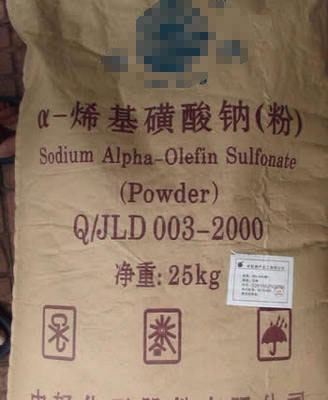 α-烯基磺酸钠(粉)
Sodium Alpha-Olefin Sulfonate
(Powder)
Q/JLD 003-2000
净重:25kg